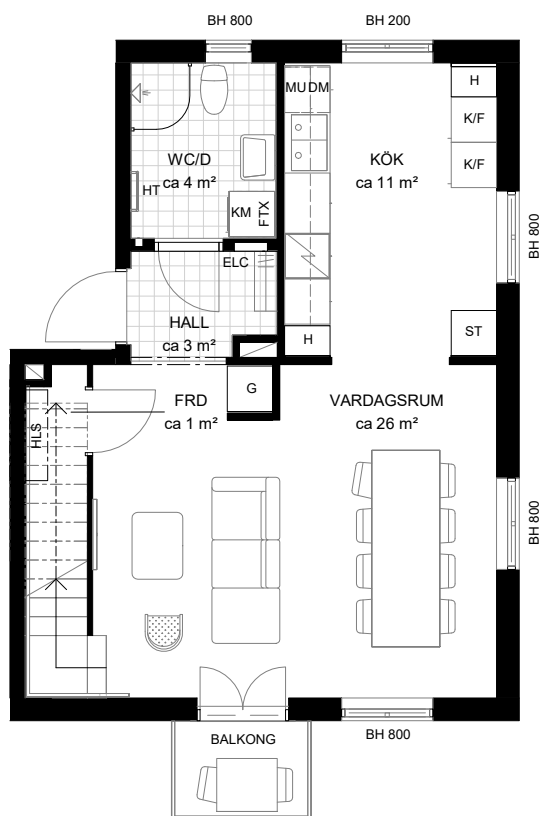 BH 800
BH 200
MU DM
H
K/F
K/F
WC/D
ca 4 m²
KÖK
ca 11 m²
HT
KM
FTX
BH 800
ELC
HALL
ca 3 m²
H
ST
G
FRD
ca 1 m²
VARDAGSRUM
ca 26 m²
HLS
BH 800
BALKONG
BH 800